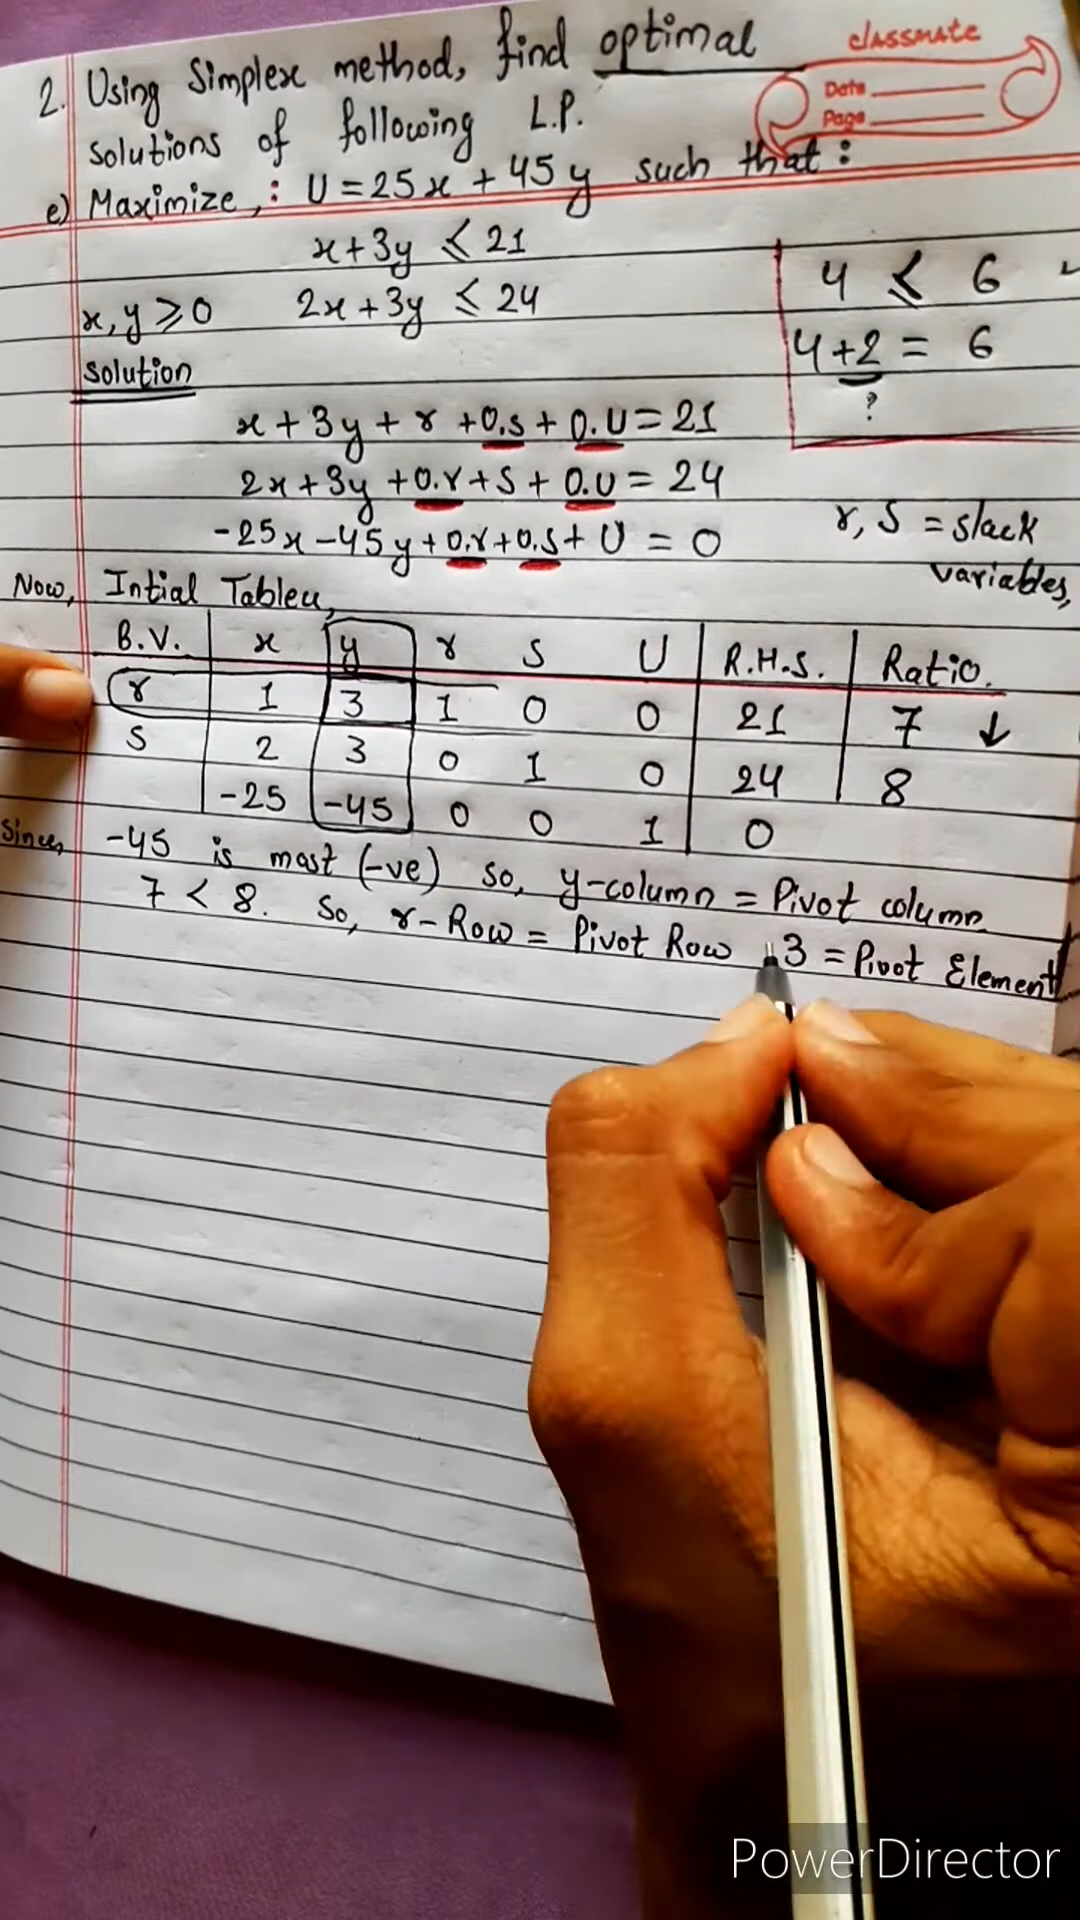 2. Using Simplex method, find optimal
solutions of following L.P.
classmate
Date
Page
e) Maximize, : U = 25x + 45y such that :
x + 3y ≤ 21
x, y ≥ 0 2x + 3y ≤ 24
4 ≤ 6
4 + 2 = 6
?
solution
x + 3y + r + 0.s + 0.U = 21
2x + 3y + 0.r + s + 0.U = 24
-25x - 45y + 0.r + 0.s + U = 0
r, s = slack
variables,
Now, Intial Tableu,
B.V. x y r s U R.H.S. Ratio.
r 1 3 1 0 0 21 7 ↓
s 2 3 0 1 0 24 8
-25 -45 0 0 1 0
Since, -45 is most (-ve) so, y-column = Pivot column
7 < 8. So, r-Row = Pivot Row 3 = Pivot Element
PowerDirector